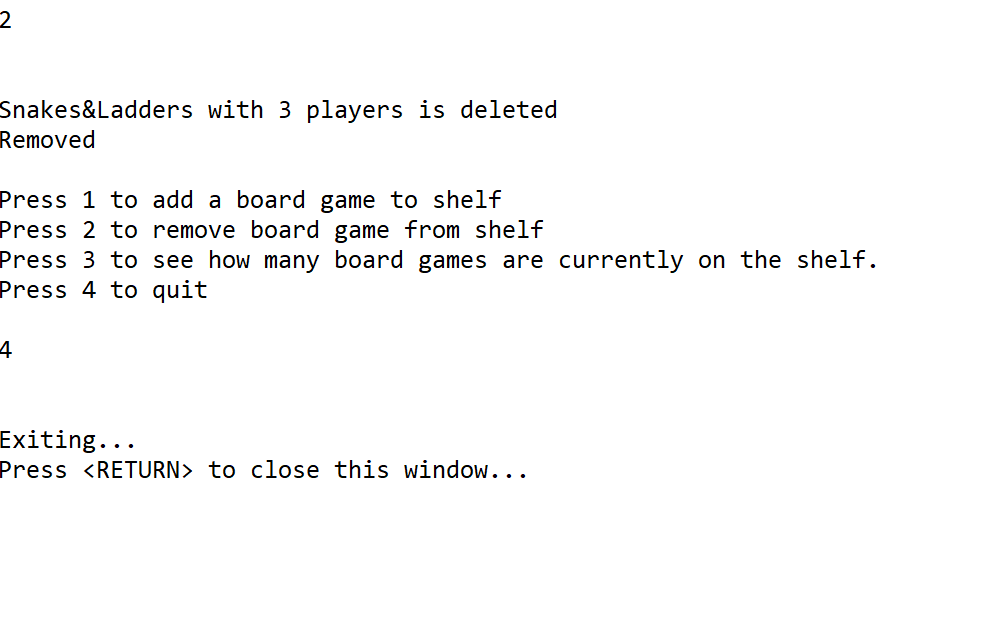 2
Snakes&Ladders with 3 players is deleted
Removed
Press 1 to add a board game to shelf
Press 2 to remove board game from shelf
Press 3 to see how many board games are currently on the shelf.
Press 4 to quit
4
Exiting...
Press <RETURN> to close this window...